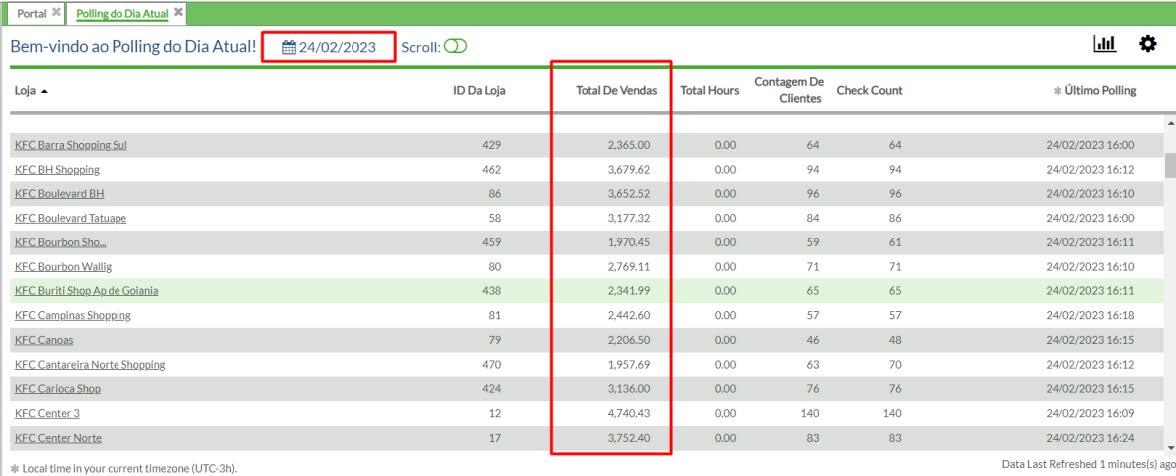 Portal
Polling do Dia Atual
Bem-vindo ao Polling do Dia Atual! 24/02/2023 Scroll:
Loja ID Da Loja Total De Vendas Total Hours Contagem De Clientes Check Count * Último Polling
KFC Barra Shopping Sul 429 2,365.00 0.00 64 64 24/02/2023 16:00
KFC BH Shopping 462 3,679.62 0.00 94 94 24/02/2023 16:12
KFC Boulevard BH 86 3,652.52 0.00 96 96 24/02/2023 16:10
KFC Boulevard Tatuape 58 3,177.32 0.00 84 86 24/02/2023 16:00
KFC Bourbon Sho... 459 1,970.45 0.00 59 61 24/02/2023 16:11
KFC Bourbon Wallig 80 2,769.11 0.00 71 71 24/02/2023 16:10
KFC Buriti Shop Ap de Goiania 438 2,341.99 0.00 65 65 24/02/2023 16:11
KFC Campinas Shopping 81 2,442.60 0.00 57 57 24/02/2023 16:18
KFC Canoas 79 2,206.50 0.00 46 48 24/02/2023 16:15
KFC Cantareira Norte Shopping 470 1,957.69 0.00 63 70 24/02/2023 16:12
KFC Carioca Shop 424 3,136.00 0.00 76 76 24/02/2023 16:15
KFC Center 3 12 4,740.43 0.00 140 140 24/02/2023 16:09
KFC Center Norte 17 3,752.40 0.00 83 83 24/02/2023 16:24
* Local time in your current timezone (UTC-3h). Data Last Refreshed 1 minutes(s) ago